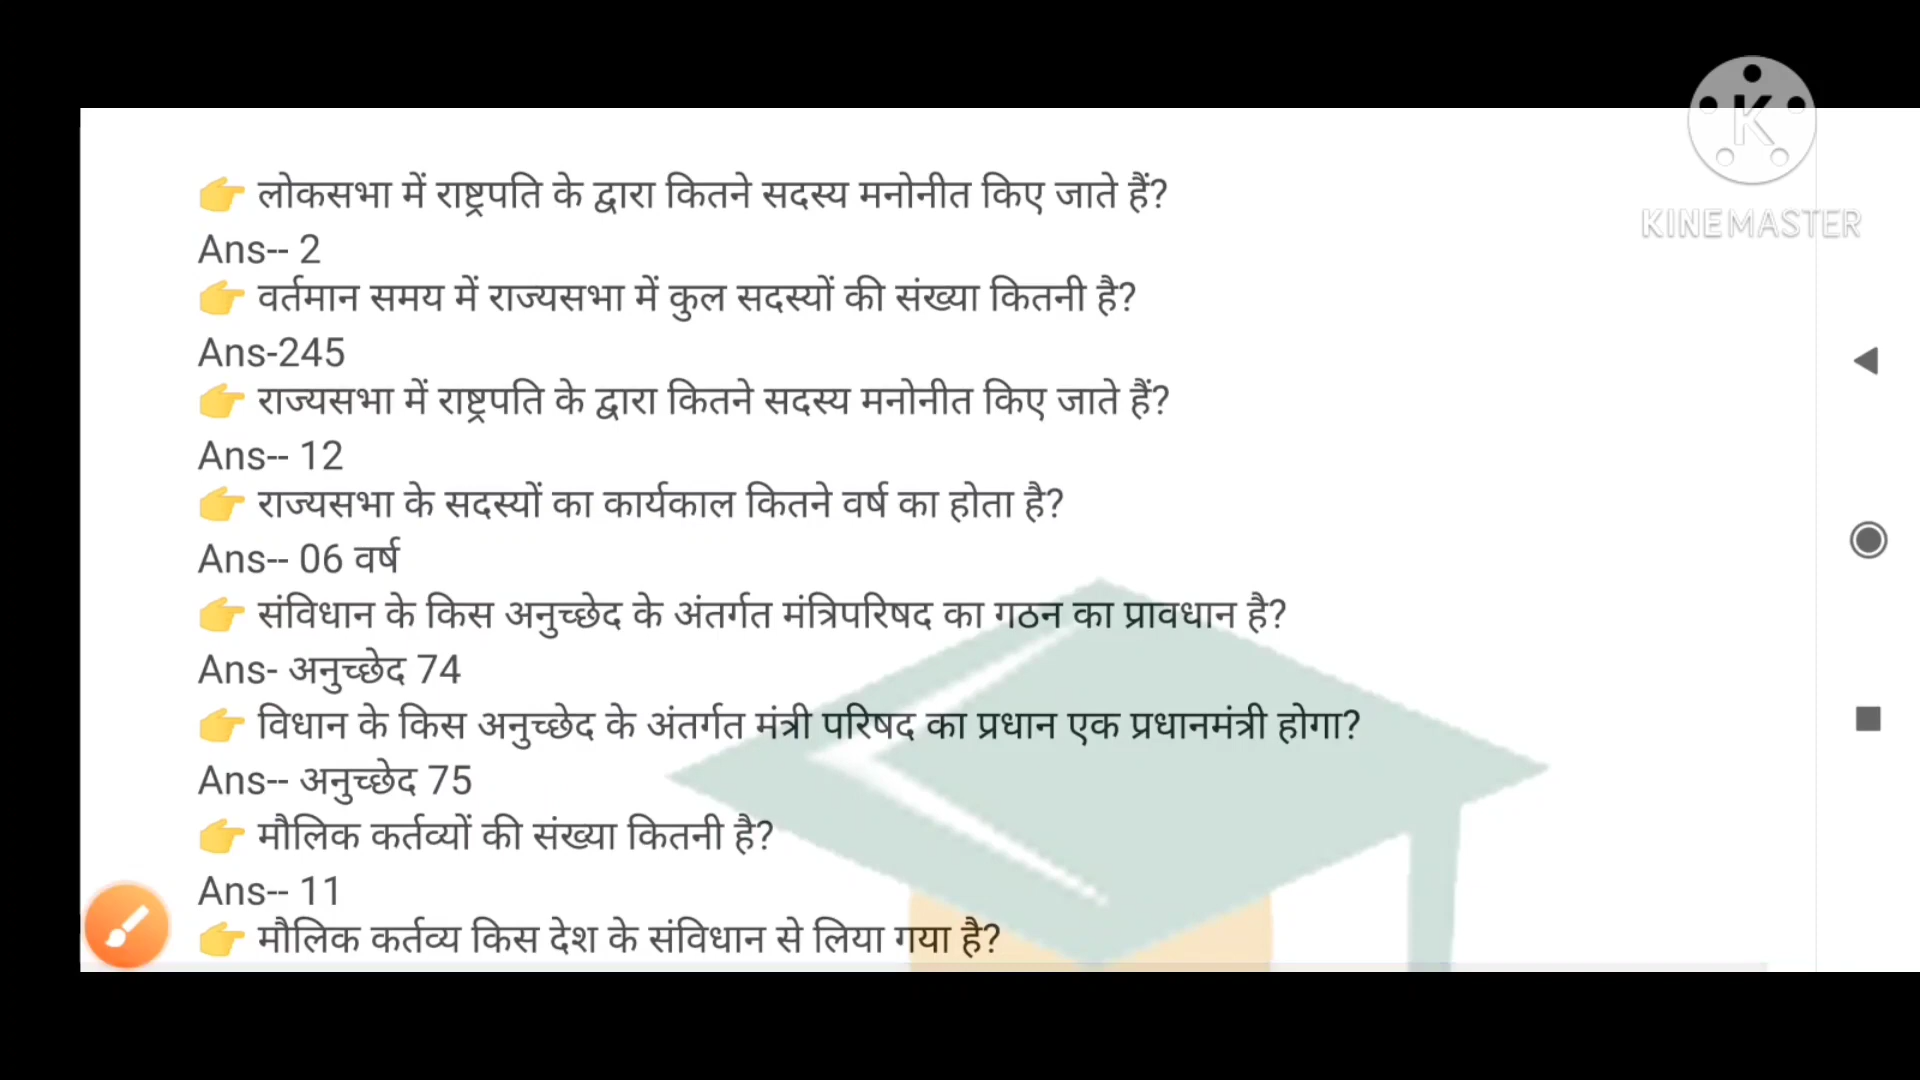 👉 लोकसभा में राष्ट्रपति के द्वारा कितने सदस्य मनोनीत किए जाते हैं?
Ans-- 2
👉 वर्तमान समय में राज्यसभा में कुल सदस्यों की संख्या कितनी है?
Ans-245
👉 राज्यसभा में राष्ट्रपति के द्वारा कितने सदस्य मनोनीत किए जाते हैं?
Ans-- 12
👉 राज्यसभा के सदस्यों का कार्यकाल कितने वर्ष का होता है?
Ans-- 06 वर्ष
👉 संविधान के किस अनुच्छेद के अंतर्गत मंत्रिपरिषद का गठन का प्रावधान है?
Ans- अनुच्छेद 74
👉 विधान के किस अनुच्छेद के अंतर्गत मंत्री परिषद का प्रधान एक प्रधानमंत्री होगा?
Ans-- अनुच्छेद 75
👉 मौलिक कर्तव्यों की संख्या कितनी है?
Ans-- 11
👉 मौलिक कर्तव्य किस देश के संविधान से लिया गया है?
K
KINEMASTER